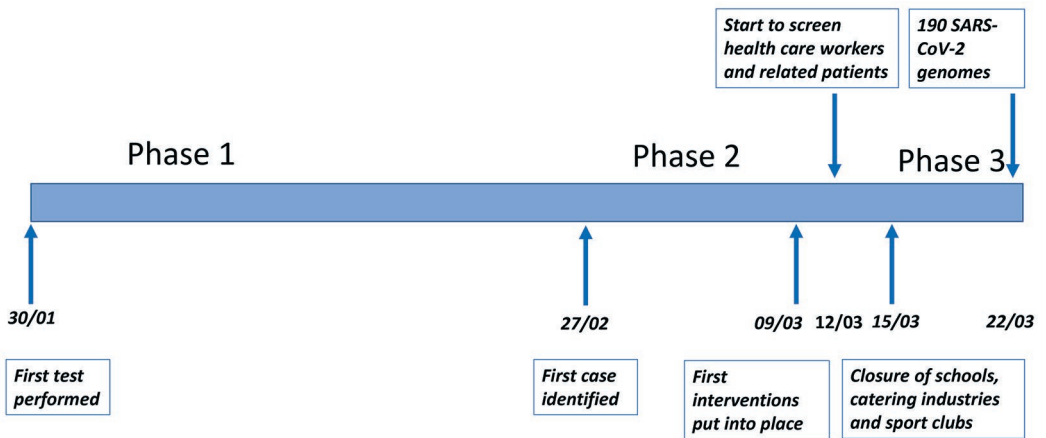 Start to screen
health care workers
and related patients
190 SARS-
CoV-2
genomes
Phase 1
Phase 2
Phase 3
30/01
27/02
09/03
12/03
15/03
22/03
First test
performed
First case
identified
First
interventions
put into place
Closure of schools,
catering industries
and sport clubs